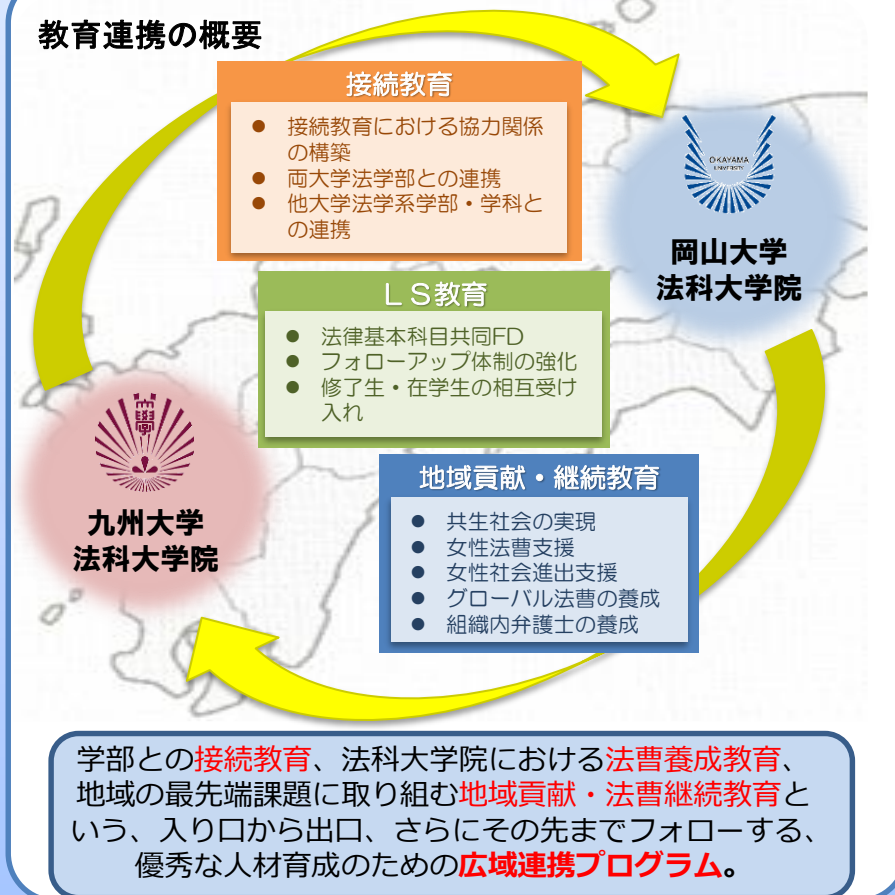 教育連携の概要
接続教育
● 接続教育における協力関係
の構築
● 両大学法学部との連携
● 他大学法学系学部・学科と
の連携
OKAYAMA
UNIVERSITY
岡山大学
法科大学院
ＬＳ教育
● 法律基本科目共同FD
● フォローアップ体制の強化
● 修了生・在学生の相互受け
入れ
大學
九州大学
法科大学院
地域貢献・継続教育
● 共生社会の実現
● 女性法曹支援
● 女性社会進出支援
● グローバル法曹の養成
● 組織内弁護士の養成
学部との接続教育、法科大学院における法曹養成教育、
地域の最先端課題に取り組む地域貢献・法曹継続教育と
いう、入り口から出口、さらにその先までフォローする、
優秀な人材育成のための広域連携プログラム。